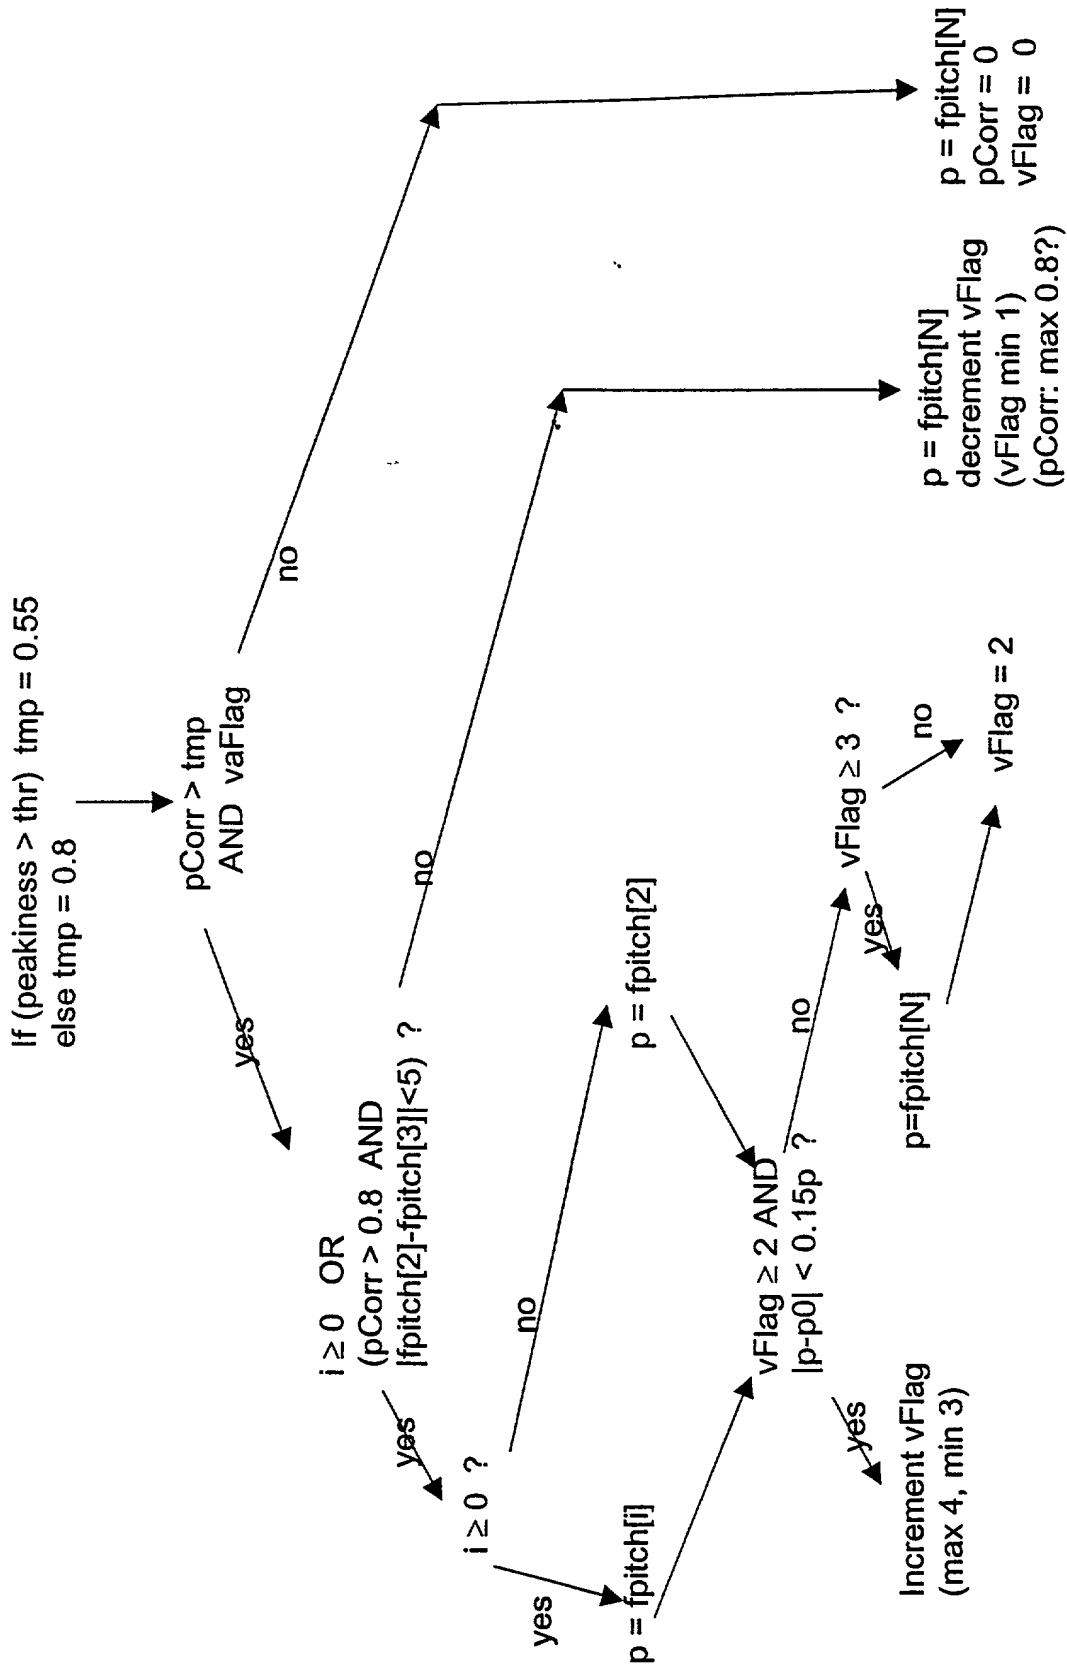 If (peakiness > thr) tmp = 0.55
else tmp = 0.8
pCorr > tmp
AND vaFlag
yes
no
i ≥ 0 OR
(pCorr > 0.8 AND
|fpitch[2]-fpitch[3]|<5) ?
yes
no
i ≥ 0 ?
yes
no
p = fpitch[i]
p = fpitch[2]
vFlag ≥ 2 AND
|p-p0| < 0.15p ?
yes
no
Increment vFlag
(max 4, min 3)
vFlag ≥ 3 ?
yes
no
p=fpitch[N]
vFlag = 2
p = fpitch[N]
decrement vFlag
(vFlag min 1)
(pCorr: max 0.8?)
p = fpitch[N]
pCorr = 0
vFlag = 0